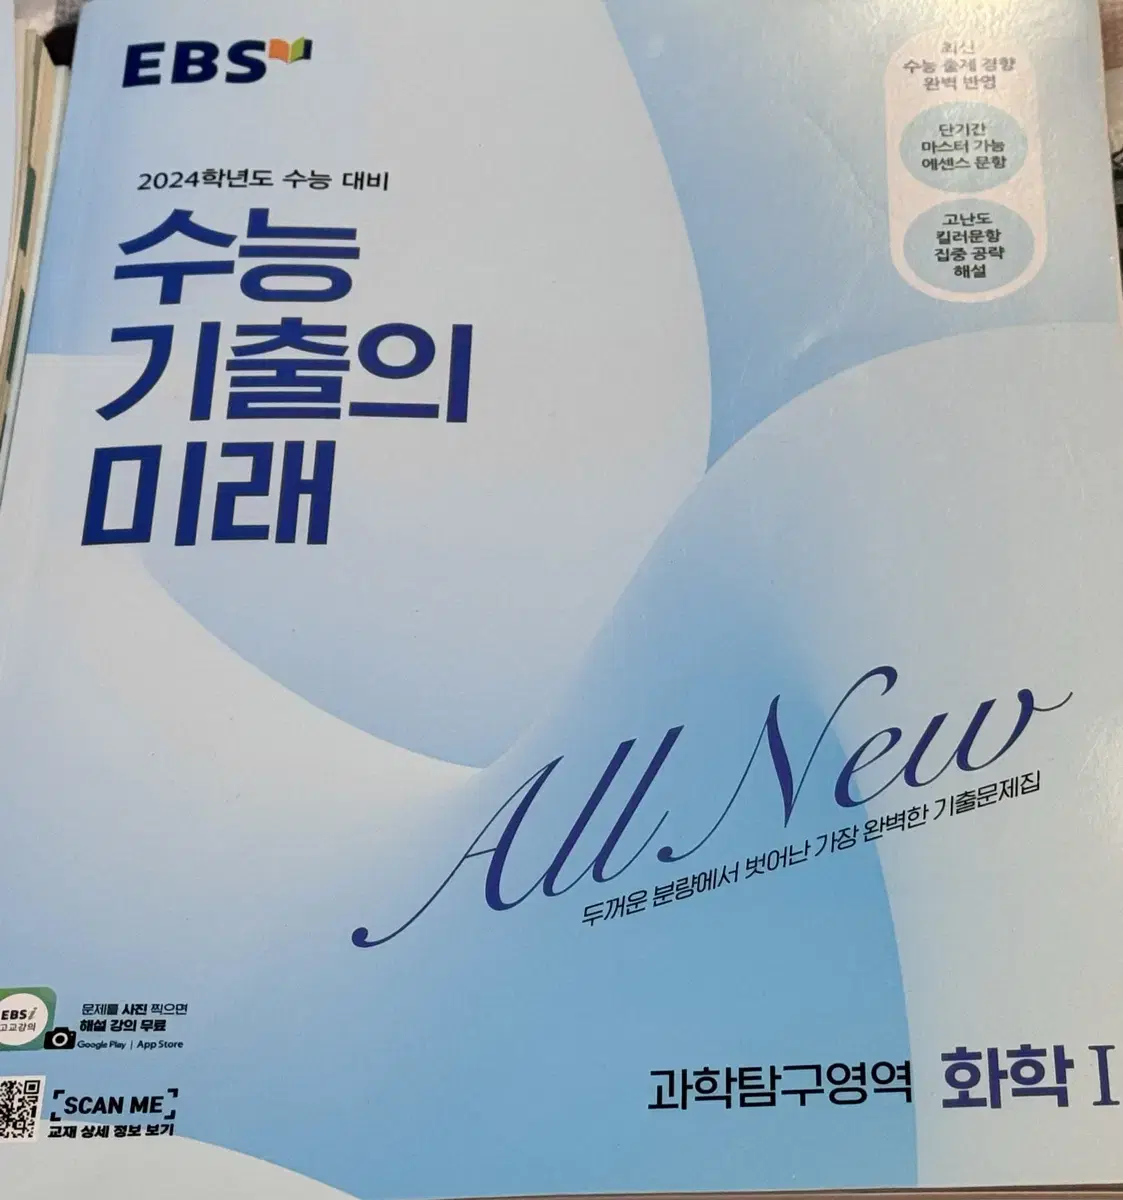 EBS
최신
수능 출제 경향
완벽 반영
단기간
마스터 가능
에센스 문항
고난도
킬러문항
집중 공략
해설
2024학년도 수능 대비
수능
기출의
미래
All New
두꺼운 분량에서 벗어난 가장 완벽한 기출문제집
EBSi
고교강의
문제를 사진 찍으면
해설 강의 무료
Google Play | App Store
SCAN ME
교재 상세 정보 보기
과학탐구영역 화학 I